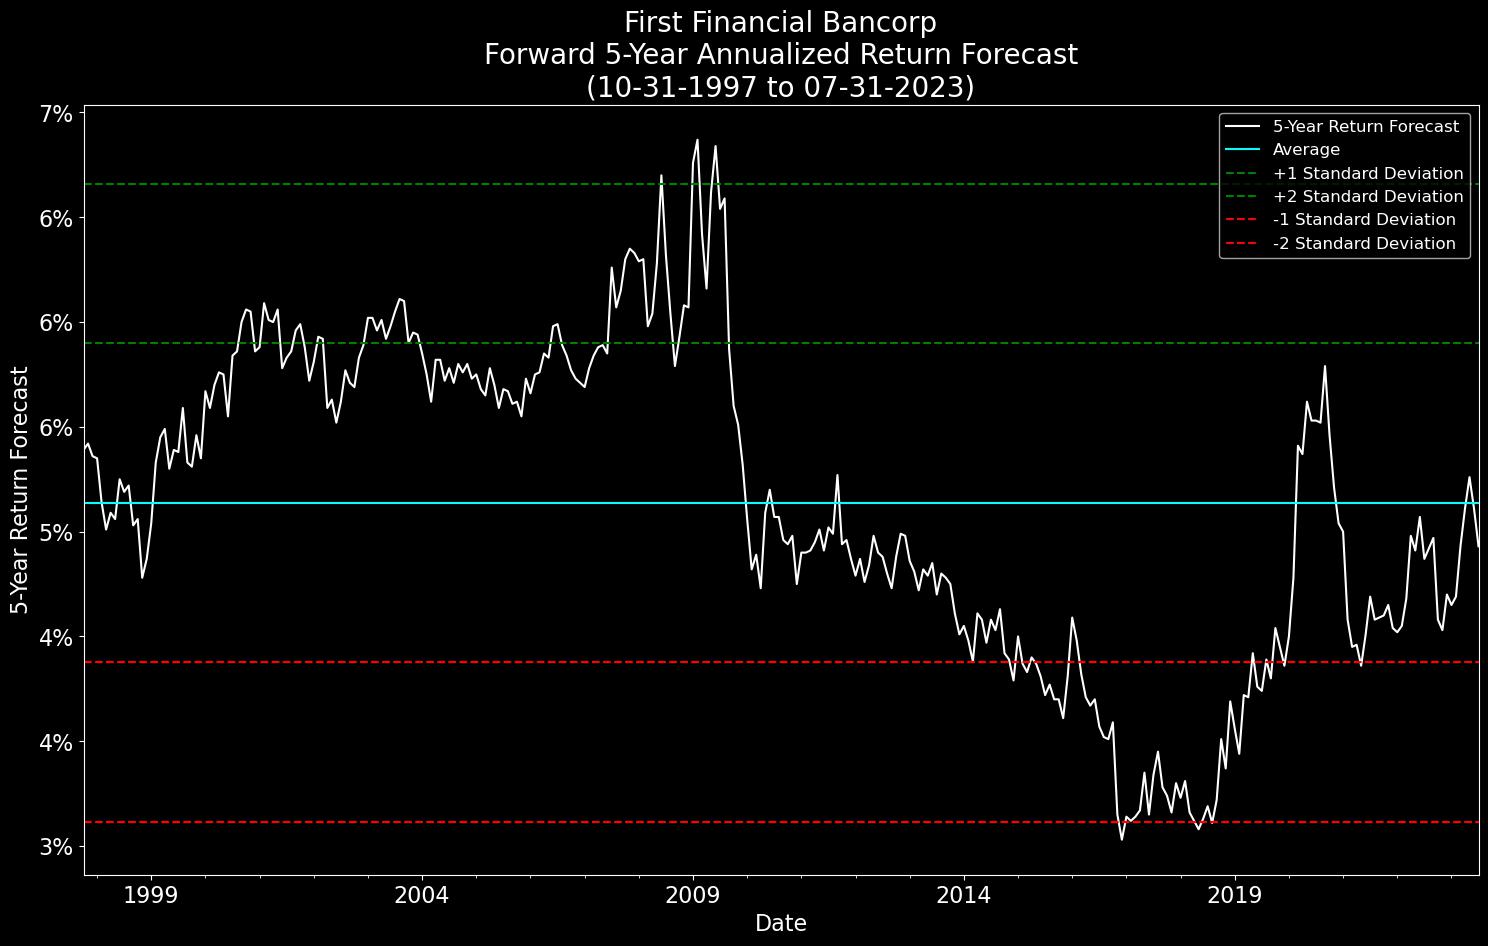 First Financial Bancorp
Forward 5-Year Annualized Return Forecast
(10-31-1997 to 07-31-2023)
7%
6%
6%
6%
5%
4%
4%
3%
5-Year Return Forecast
5-Year Return Forecast
Average
+1 Standard Deviation
+2 Standard Deviation
-1 Standard Deviation
-2 Standard Deviation
1999 2004 2009 2014 2019
Date